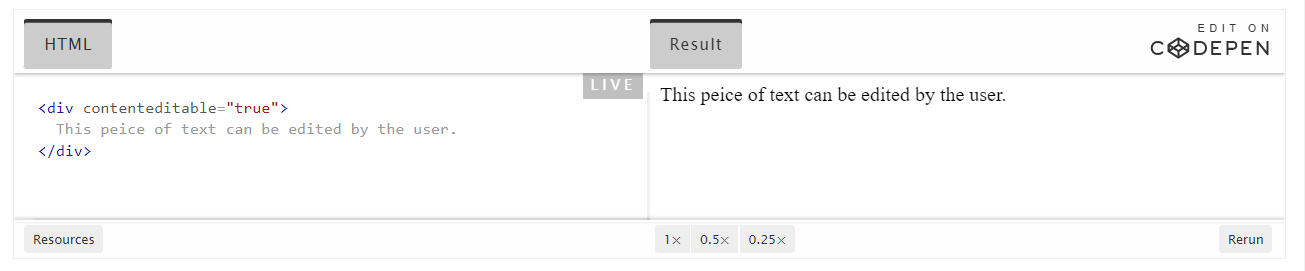 HTML
Result
EDIT ON
CODEPEN
LIVE
<div contenteditable="true">
This peice of text can be edited by the user.
</div>
This peice of text can be edited by the user.
Resources
1×
0.5×
0.25×
Rerun